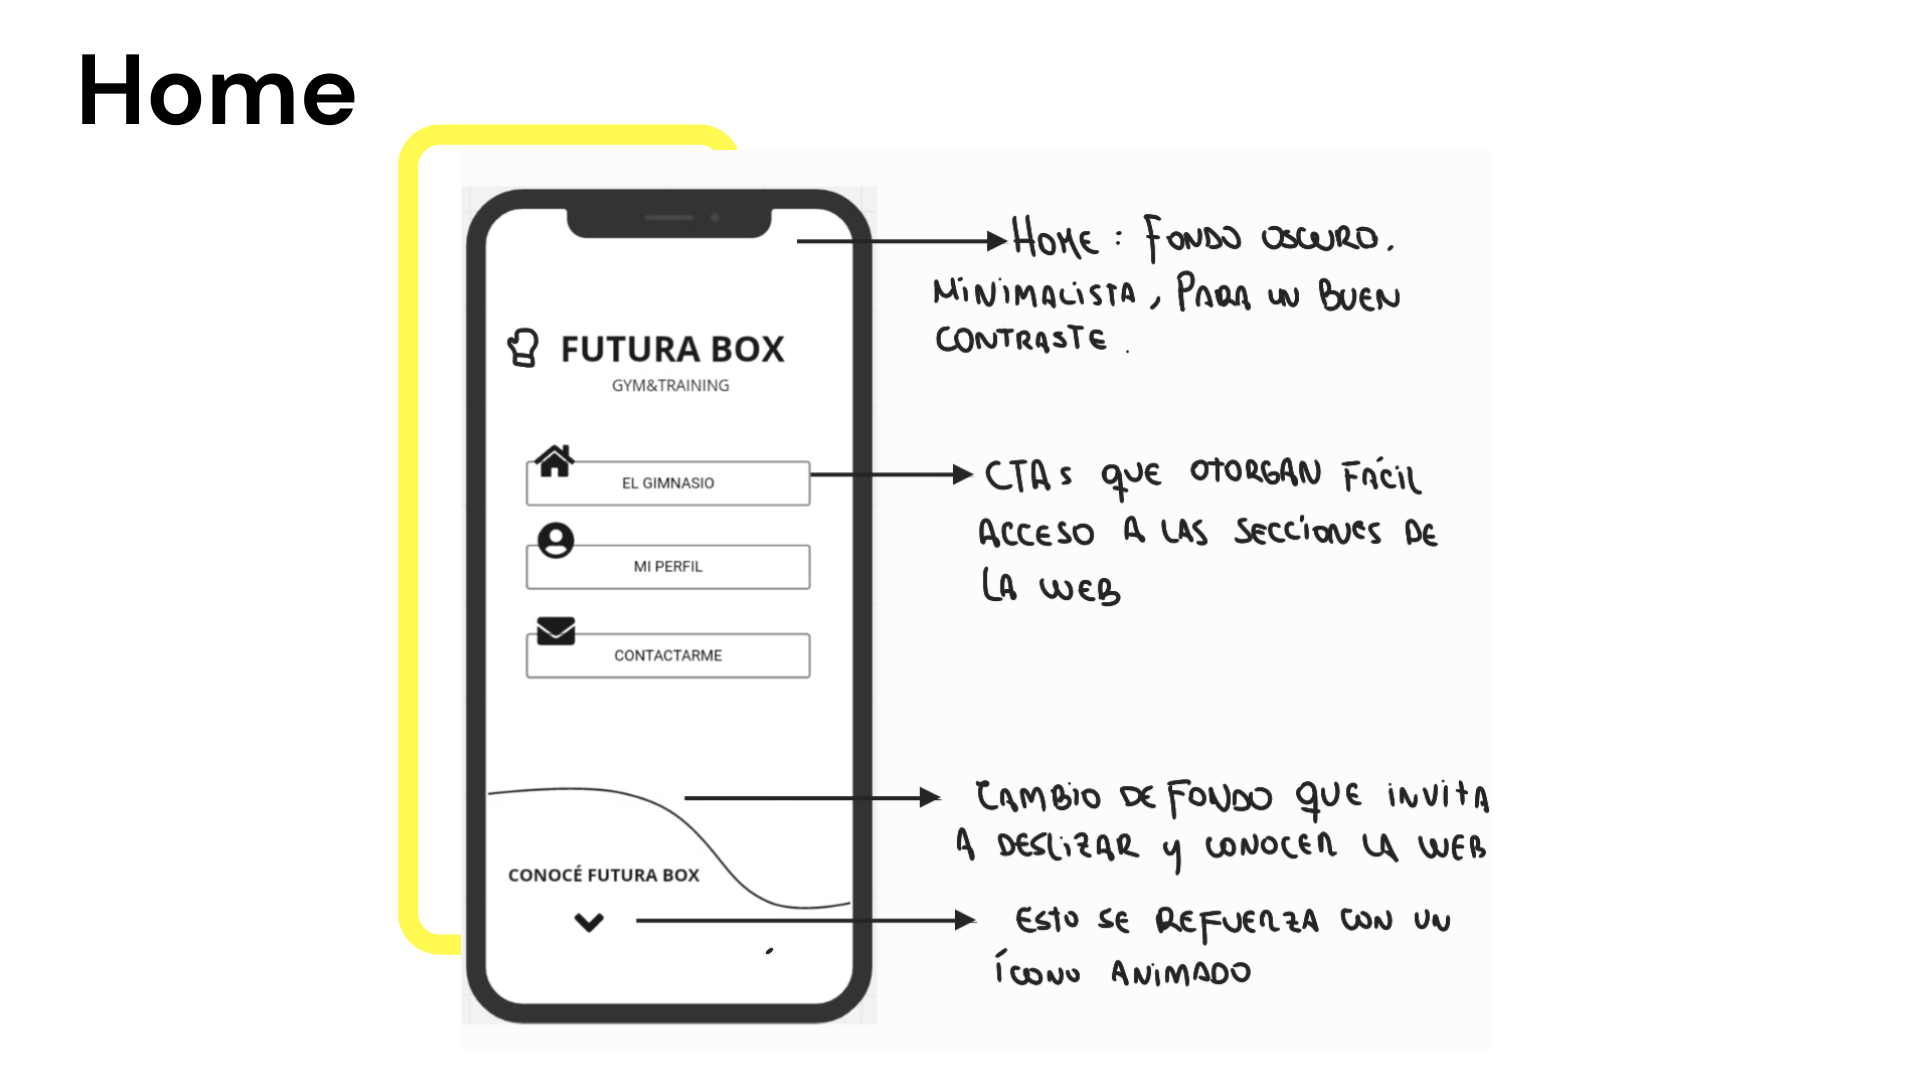 Home
FUTURA BOX
GYM&TRAINING
EL GIMNASIO
MI PERFIL
CONTACTARME
CONOCÉ FUTURA BOX
HOME : FONDO OSCURO.
MINIMALISTA, PARA UN BUEN
CONTRASTE.
CTAs QUE OTORGAN FÁCIL
ACCESO A LAS SECCIONES DE
LA WEB
CAMBIO DE FONDO QUE INVITA
A DESLIZAR Y CONOCER LA WEB
ESTO SE REFUERZA CON UN
ÍCONO ANIMADO